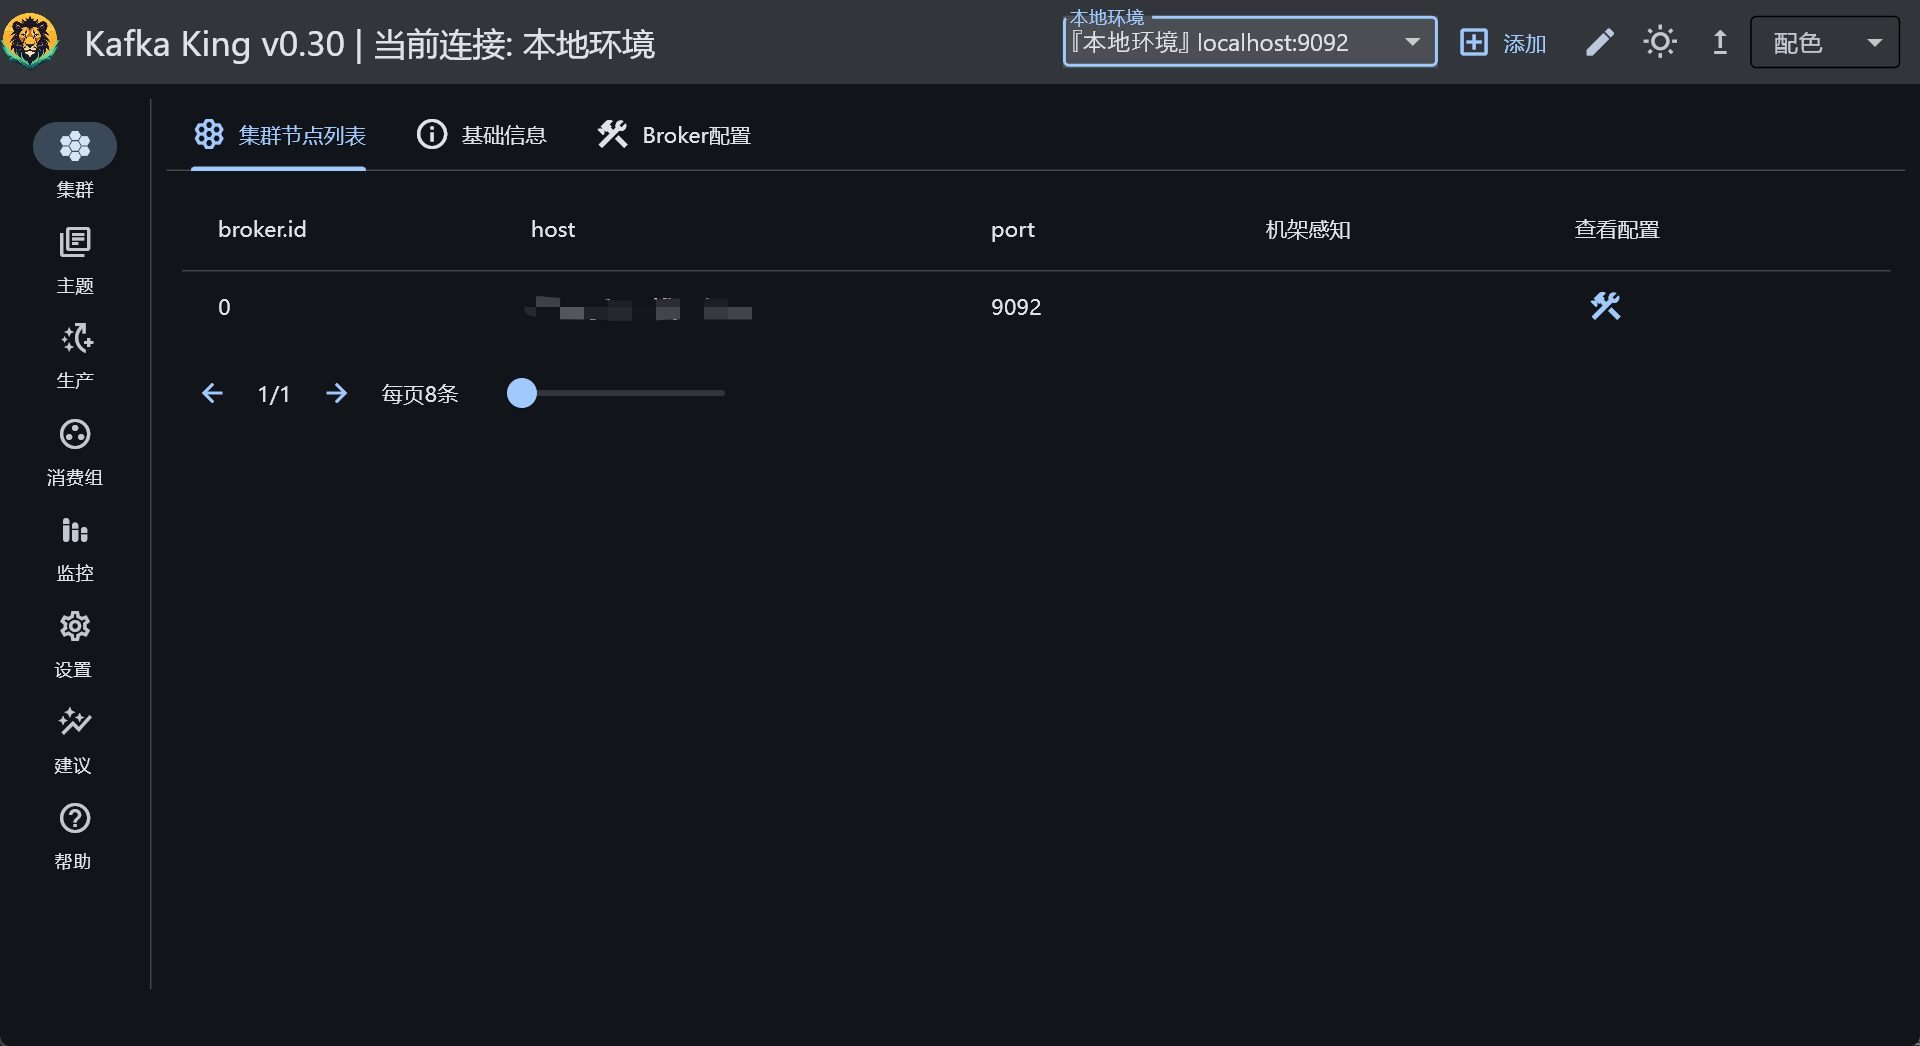 Kafka King v0.30 | 当前连接: 本地环境
本地环境
『本地环境』localhost:9092
添加
配色
集群
主题
生产
消费组
监控
设置
建议
帮助
集群节点列表
基础信息
Broker配置
broker.id host port 机架感知 查看配置
0 9092
1/1 每页8条